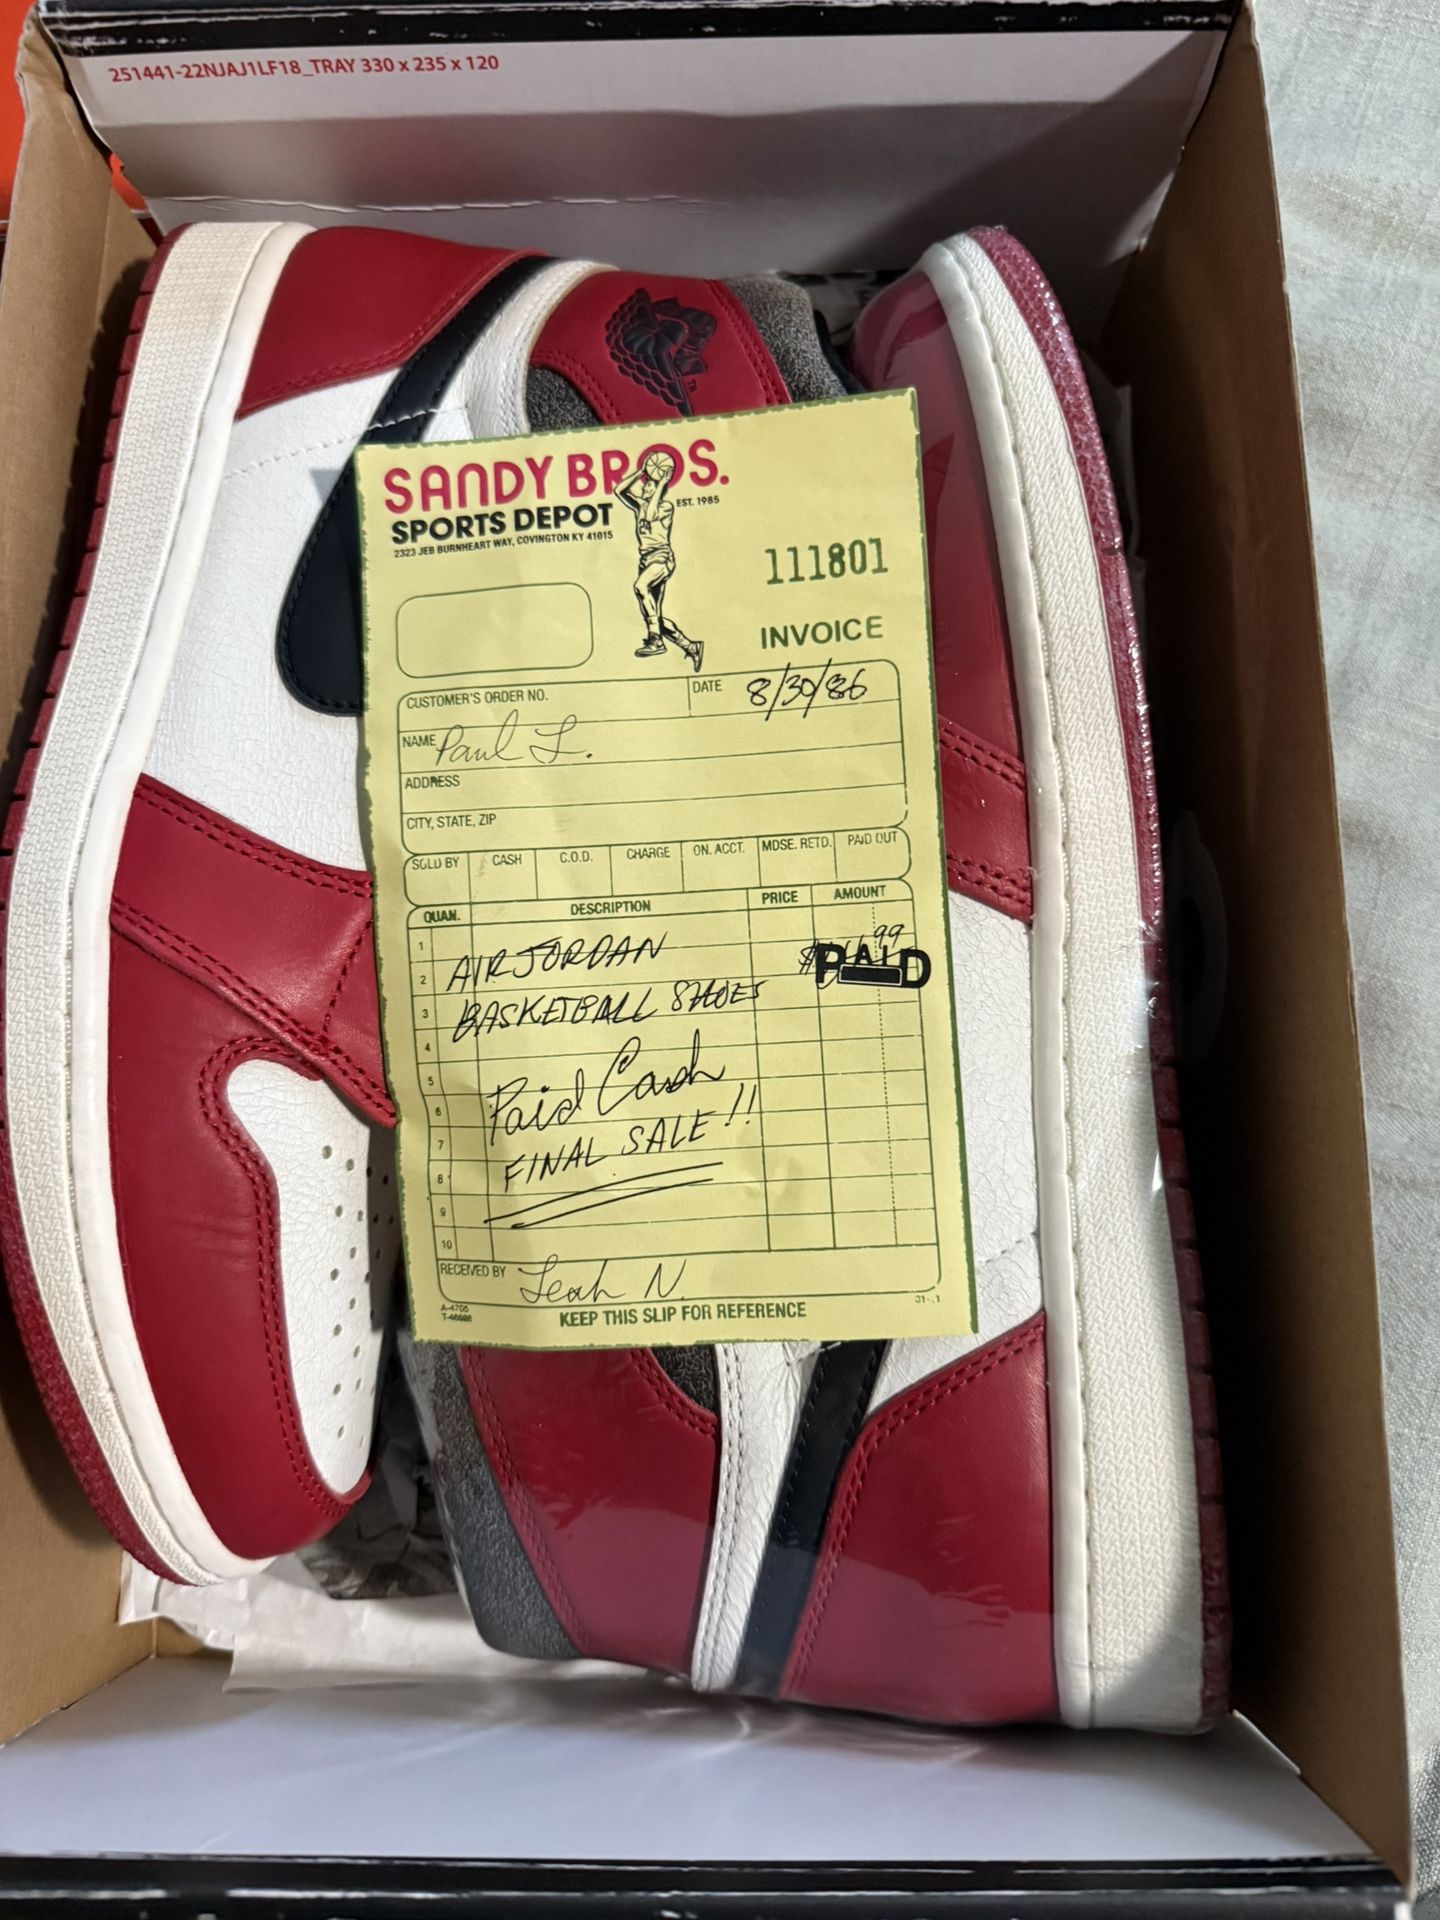 251441-22NJAJ1LF18_TRAY 330 x 235 x 120
TM
SANDY BROS.
EST. 1985
SPORTS DEPOT
2323 JEB BURNHEART WAY, COVINGTON KY 41015
111801
INVOICE
CUSTOMER'S ORDER NO.
DATE 8/30/86
NAME Paul L.
ADDRESS
CITY, STATE, ZIP
SOLD BY CASH C.O.D. CHARGE ON. ACCT. MDSE. RETD. PAID OUT
QUAN. DESCRIPTION PRICE AMOUNT
1
2 AIR JORDAN PAID
3 BASKETBALL SHOES
4
5
6 Paid Cash
7
8 FINAL SALE!!
9
10
RECEIVED BY Leah N.
A-4705
KEEP THIS SLIP FOR REFERENCE